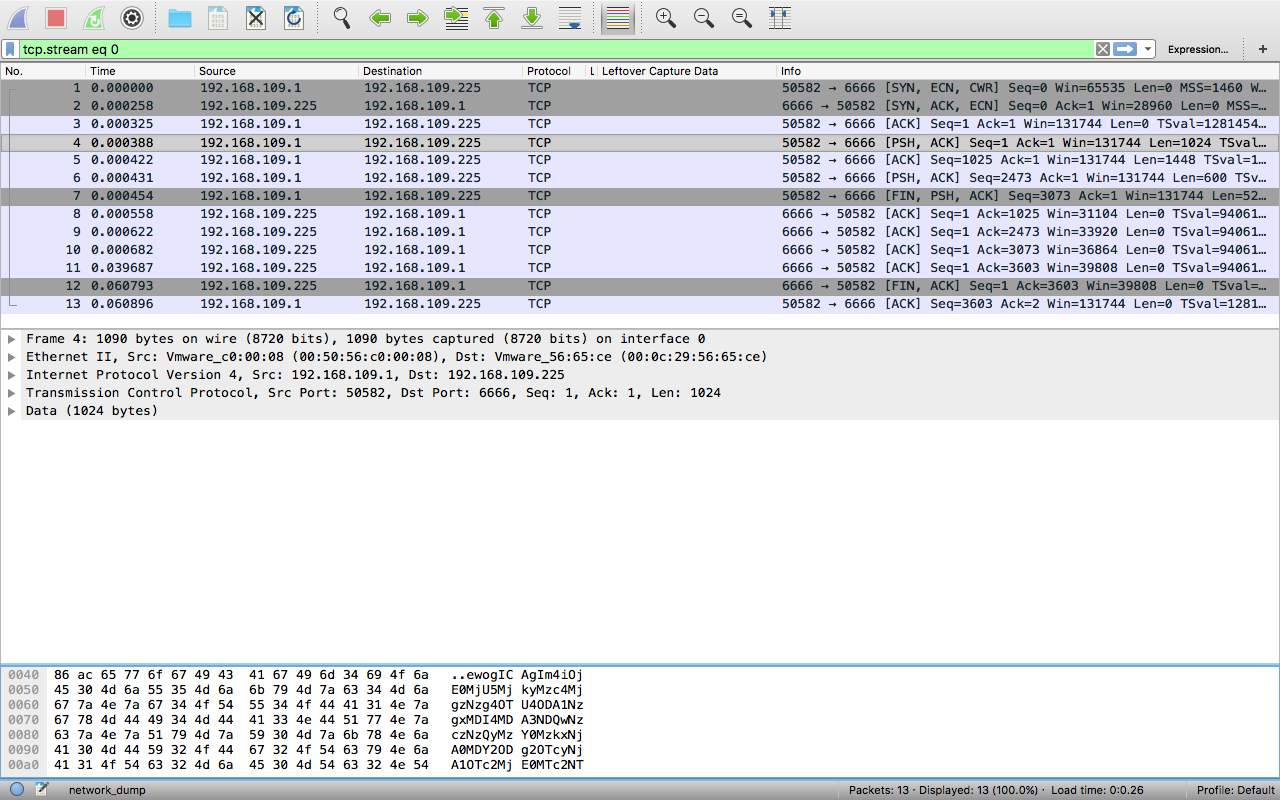 tcp.stream eq 0 Expression... +
No. Time Source Destination Protocol L Leftover Capture Data Info
1 0.000000 192.168.109.1 192.168.109.225 TCP 50582 → 6666 [SYN, ECN, CWR] Seq=0 Win=65535 Len=0 MSS=1460 W…
2 0.000258 192.168.109.225 192.168.109.1 TCP 6666 → 50582 [SYN, ACK, ECN] Seq=0 Ack=1 Win=28960 Len=0 MSS=…
3 0.000325 192.168.109.1 192.168.109.225 TCP 50582 → 6666 [ACK] Seq=1 Ack=1 Win=131744 Len=0 TSval=1281454…
4 0.000388 192.168.109.1 192.168.109.225 TCP 50582 → 6666 [PSH, ACK] Seq=1 Ack=1 Win=131744 Len=1024 TSval…
5 0.000422 192.168.109.1 192.168.109.225 TCP 50582 → 6666 [ACK] Seq=1025 Ack=1 Win=131744 Len=1448 TSval=1…
6 0.000431 192.168.109.1 192.168.109.225 TCP 50582 → 6666 [PSH, ACK] Seq=2473 Ack=1 Win=131744 Len=600 TSv…
7 0.000454 192.168.109.1 192.168.109.225 TCP 50582 → 6666 [FIN, PSH, ACK] Seq=3073 Ack=1 Win=131744 Len=52…
8 0.000558 192.168.109.225 192.168.109.1 TCP 6666 → 50582 [ACK] Seq=1 Ack=1025 Win=31104 Len=0 TSval=94061…
9 0.000622 192.168.109.225 192.168.109.1 TCP 6666 → 50582 [ACK] Seq=1 Ack=2473 Win=33920 Len=0 TSval=94061…
10 0.000682 192.168.109.225 192.168.109.1 TCP 6666 → 50582 [ACK] Seq=1 Ack=3073 Win=36864 Len=0 TSval=94061…
11 0.039687 192.168.109.225 192.168.109.1 TCP 6666 → 50582 [ACK] Seq=1 Ack=3603 Win=39808 Len=0 TSval=94061…
12 0.060793 192.168.109.225 192.168.109.1 TCP 6666 → 50582 [FIN, ACK] Seq=1 Ack=3603 Win=39808 Len=0 TSval=…
13 0.060896 192.168.109.1 192.168.109.225 TCP 50582 → 6666 [ACK] Seq=3603 Ack=2 Win=131744 Len=0 TSval=1281…
Frame 4: 1090 bytes on wire (8720 bits), 1090 bytes captured (8720 bits) on interface 0
Ethernet II, Src: Vmware_c0:00:08 (00:50:56:c0:00:08), Dst: Vmware_56:65:ce (00:0c:29:56:65:ce)
Internet Protocol Version 4, Src: 192.168.109.1, Dst: 192.168.109.225
Transmission Control Protocol, Src Port: 50582, Dst Port: 6666, Seq: 1, Ack: 1, Len: 1024
Data (1024 bytes)
0040 86 ac 65 77 6f 67 49 43 41 67 49 6d 34 69 4f 6a ..ewogIC AgIm4iOj
0050 45 30 4d 6a 55 35 4d 6a 6b 79 4d 7a 63 34 4d 6a E0MjU5Mj kyMzc4Mj
0060 67 7a 4e 7a 67 34 4f 54 55 34 4f 44 41 31 4e 7a gzNzg4OT U4ODA1Nz
0070 67 78 4d 44 49 34 4d 44 41 33 4e 44 51 77 4e 7a gxMDI4MD A3NDQwNz
0080 63 7a 4e 7a 51 79 4d 7a 59 30 4d 7a 6b 78 4e 6a czNzQyMz Y0MzkxNj
0090 41 30 4d 44 59 32 4f 44 67 32 4f 54 63 79 4e 6a A0MDY2OD g2OTcyNj
00a0 41 31 4f 54 63 32 4d 6a 45 30 4d 54 63 32 4e 54 A1OTc2Mj E0MTc2NT
network_dump Packets: 13 · Displayed: 13 (100.0%) · Load time: 0:0.26 Profile: Default